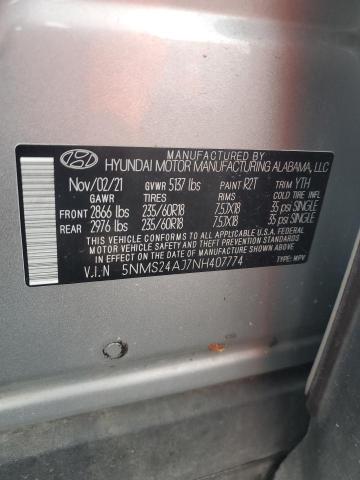 MANUFACTURED BY
HYUNDAI MOTOR MANUFACTURING ALABAMA, LLC
Nov/02/21 GVWR 5137 lbs PAINT R2T TRIM YTH
GAWR TIRES RIMS COLD TIRE INF
FRONT 2866 lbs 235/60R18 7.5JX18 35 psi SINGLE
REAR 2976 lbs 235/60R18 7.5JX18 35 psi SINGLE
THIS VEHICLE CONFORMS TO ALL APPLICABLE U.S.A. FEDERAL
MOTOR VEHICLE SAFETY, BUMPER, AND THEFT PREVENTION STANDARDS
IN EFFECT ON THE DATE OF MANUFACTURE SHOWN ABOVE.
V.I.N 5NMS24AJ7NH407774 TYPE: MPV